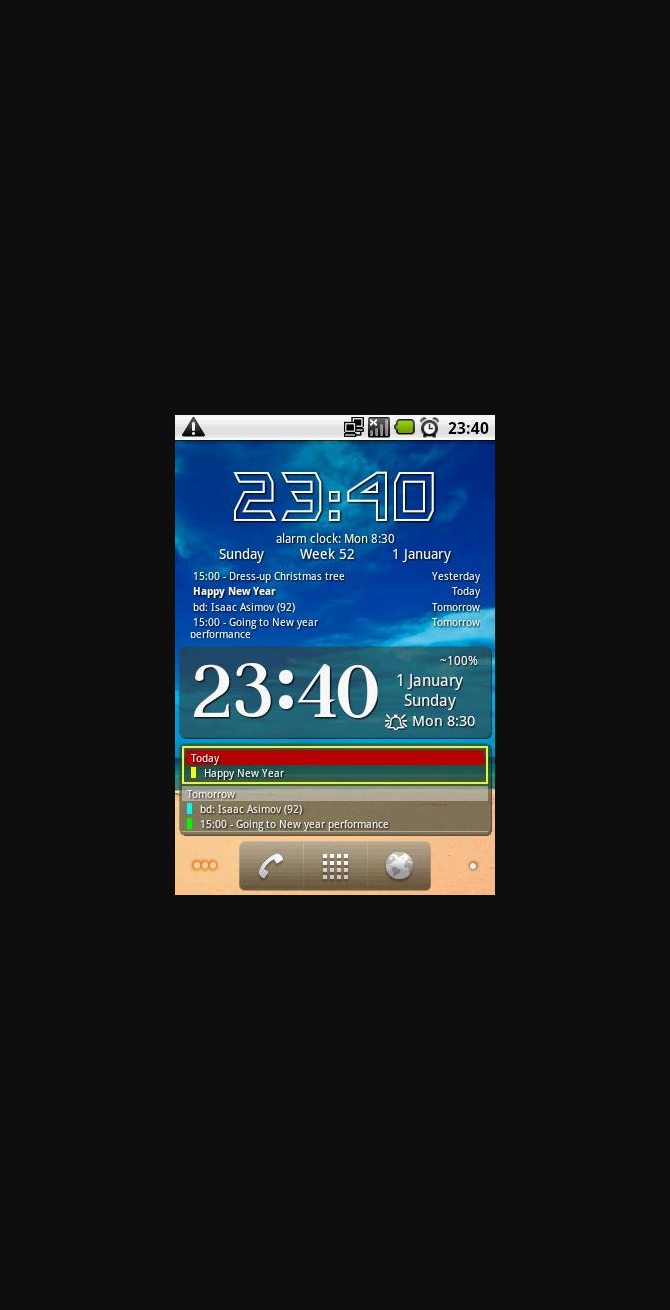 23:40
23:40
alarm clock: Mon 8:30
Sunday Week 52 1 January
15:00 - Dress-up Christmas tree Yesterday
Happy New Year Today
bd: Isaac Asimov (92) Tomorrow
15:00 - Going to New year Tomorrow
performance
~100%
23:40
1 January
Sunday
Mon 8:30
Today
Happy New Year
Tomorrow
bd: Isaac Asimov (92)
15:00 - Going to New year performance